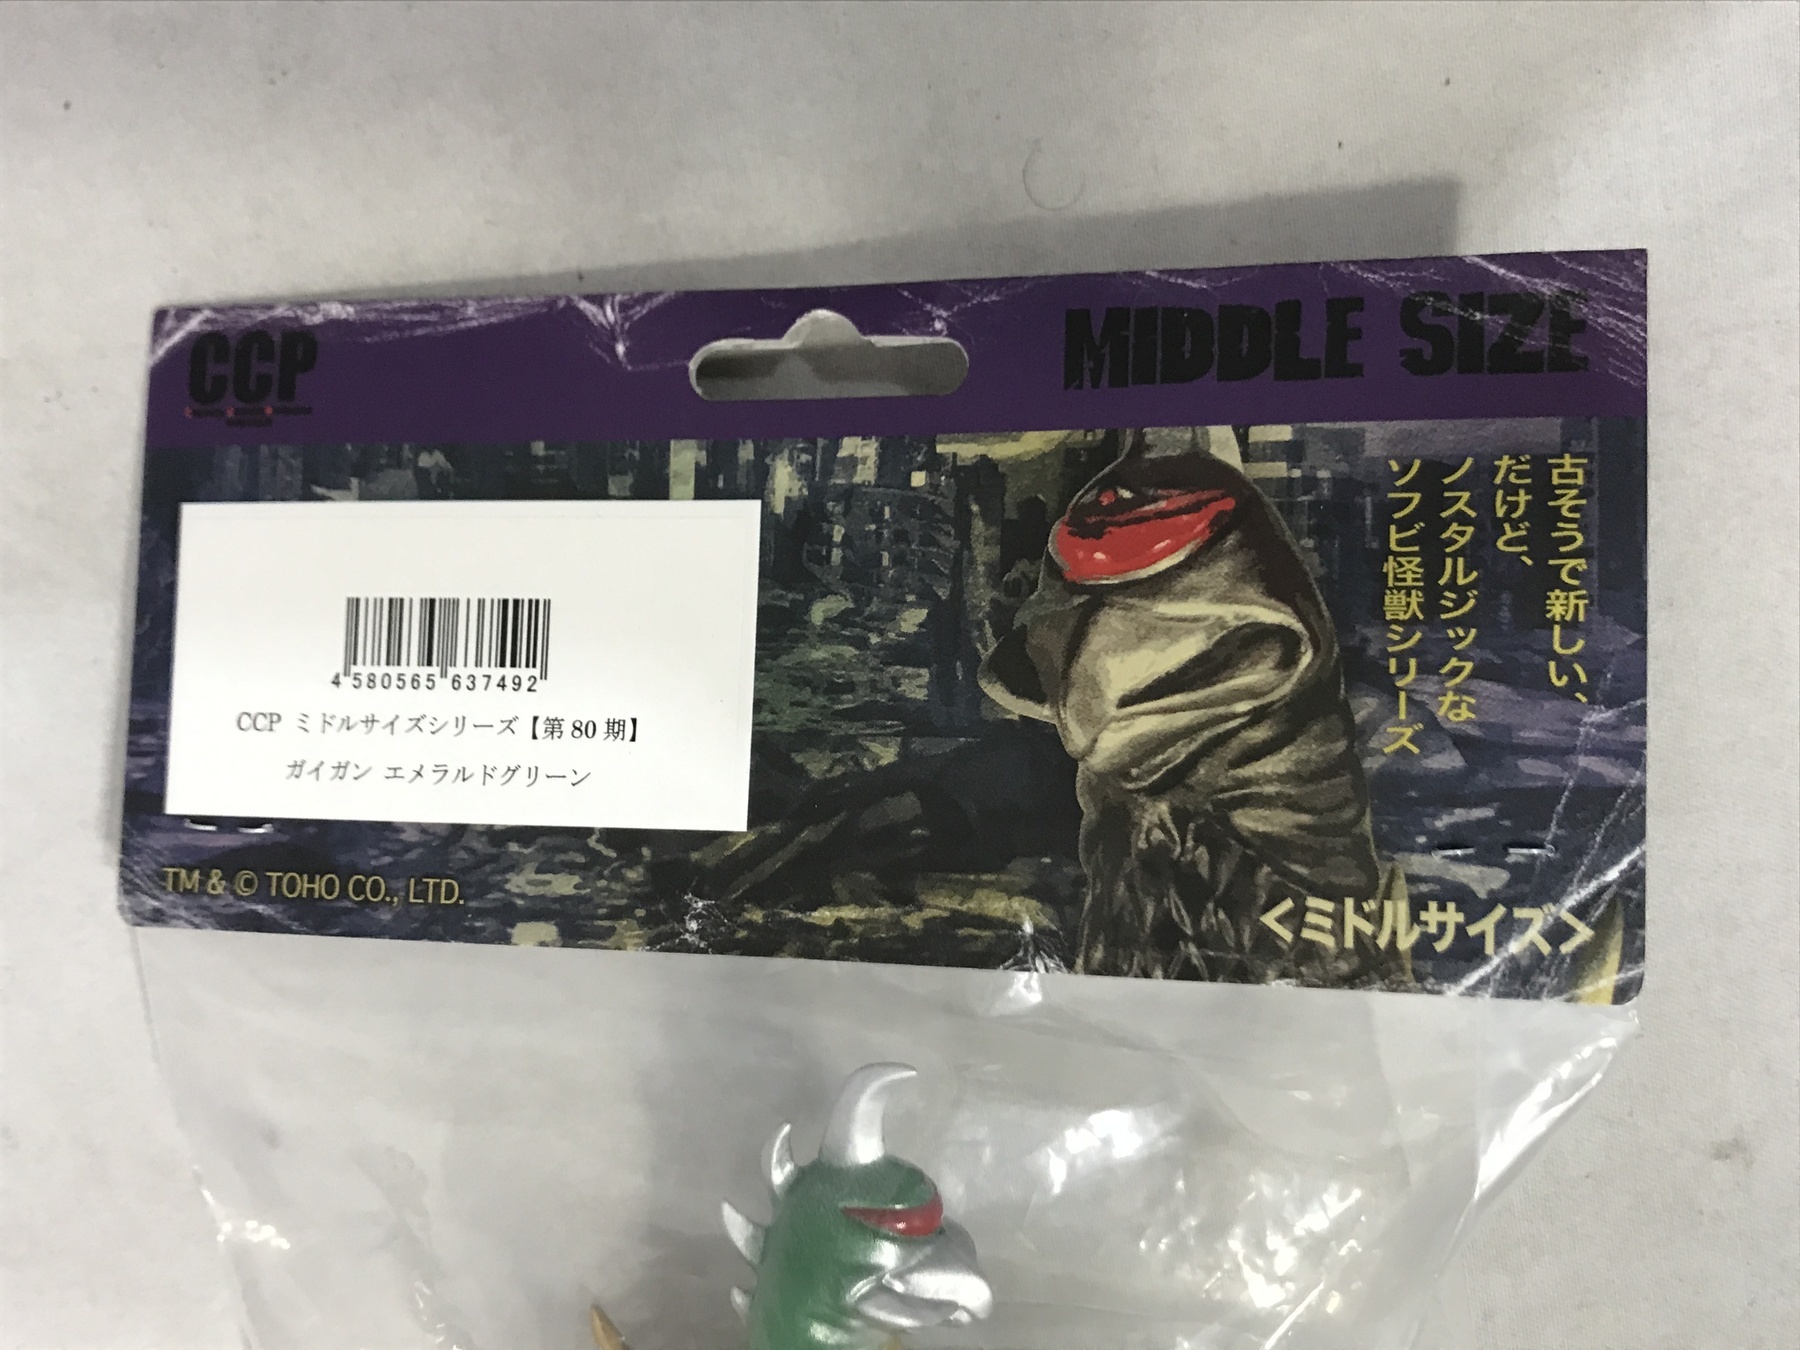 CCP
MIDDLE SIZE
古そうで新しい、
だけど、
ノスタルジックな
ソフビ怪獣シリーズ
4 580565 637492
CCP ミドルサイズシリーズ【第80期】
ガイガン エメラルドグリーン
TM & © TOHO CO., LTD.
<ミドルサイズ>